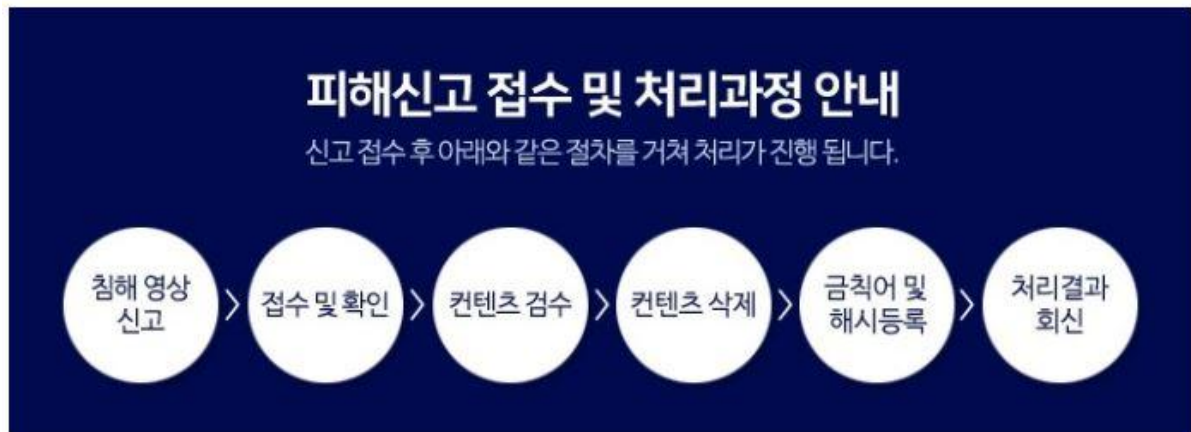 피해신고 접수 및 처리과정 안내
신고 접수 후 아래와 같은 절차를 거쳐 처리가 진행 됩니다.
침해 영상
신고
접수 및 확인
컨텐츠 검수
컨텐츠 삭제
금칙어 및
해시등록
처리결과
회신